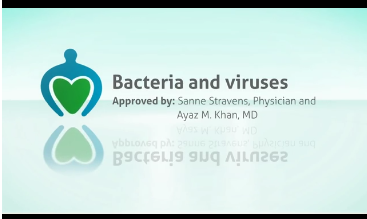 Bacteria and viruses
Approved by: Sanne Stravens, Physician and
Ayaz M. Khan, MD